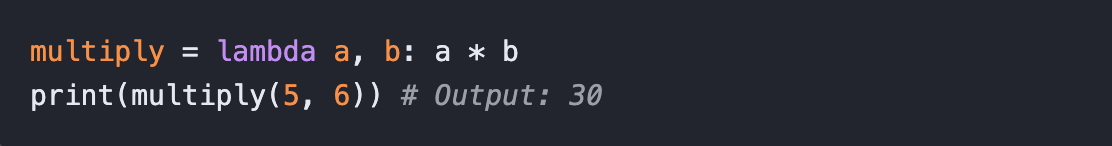 multiply = lambda a, b: a * b
print(multiply(5, 6)) # Output: 30